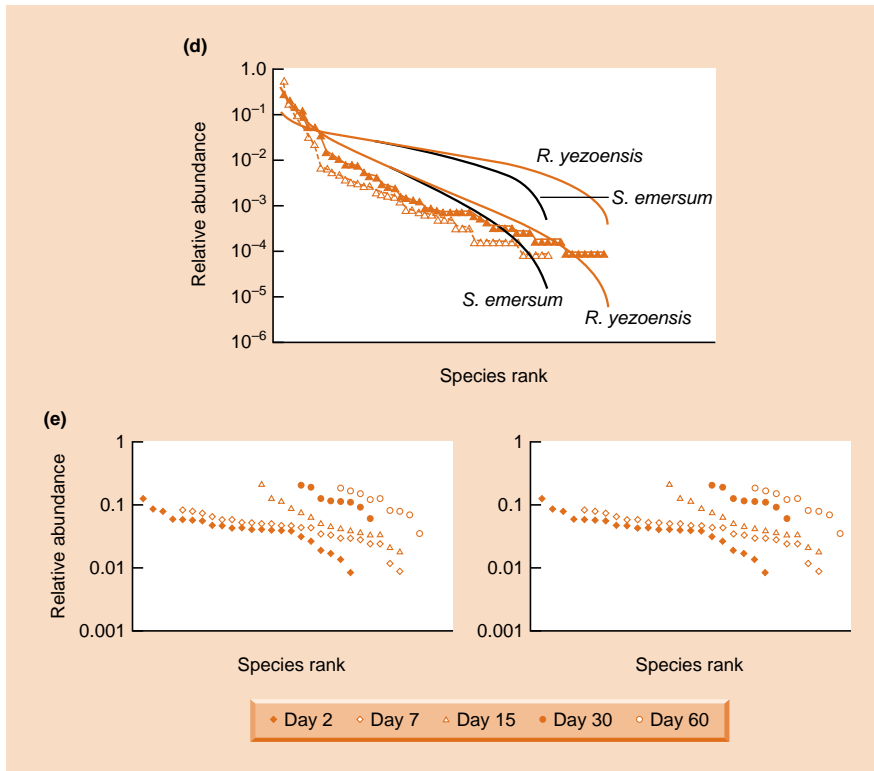 (d)
1.0
10⁻¹
10⁻²
10⁻³
10⁻⁴
10⁻⁵
10⁻⁶
Relative abundance
R. yezoensis
S. emersum
S. emersum
R. yezoensis
Species rank
(e)
1
0.1
0.01
0.001
Relative abundance
Species rank
1
0.1
0.01
0.001
Species rank
Day 2 Day 7 Day 15 Day 30 Day 60